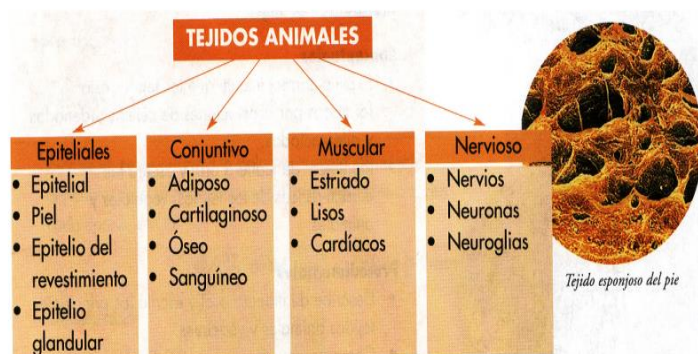 TEJIDOS ANIMALES
Epiteliales
• Epitelial
• Piel
• Epitelio del
revestimiento
• Epitelio
glandular
Conjuntivo
• Adiposo
• Cartilaginoso
• Óseo
• Sanguíneo
Muscular
• Estriado
• Lisos
• Cardíacos
Nervioso
• Nervios
• Neuronas
• Neuroglias
Tejido esponjoso del pie